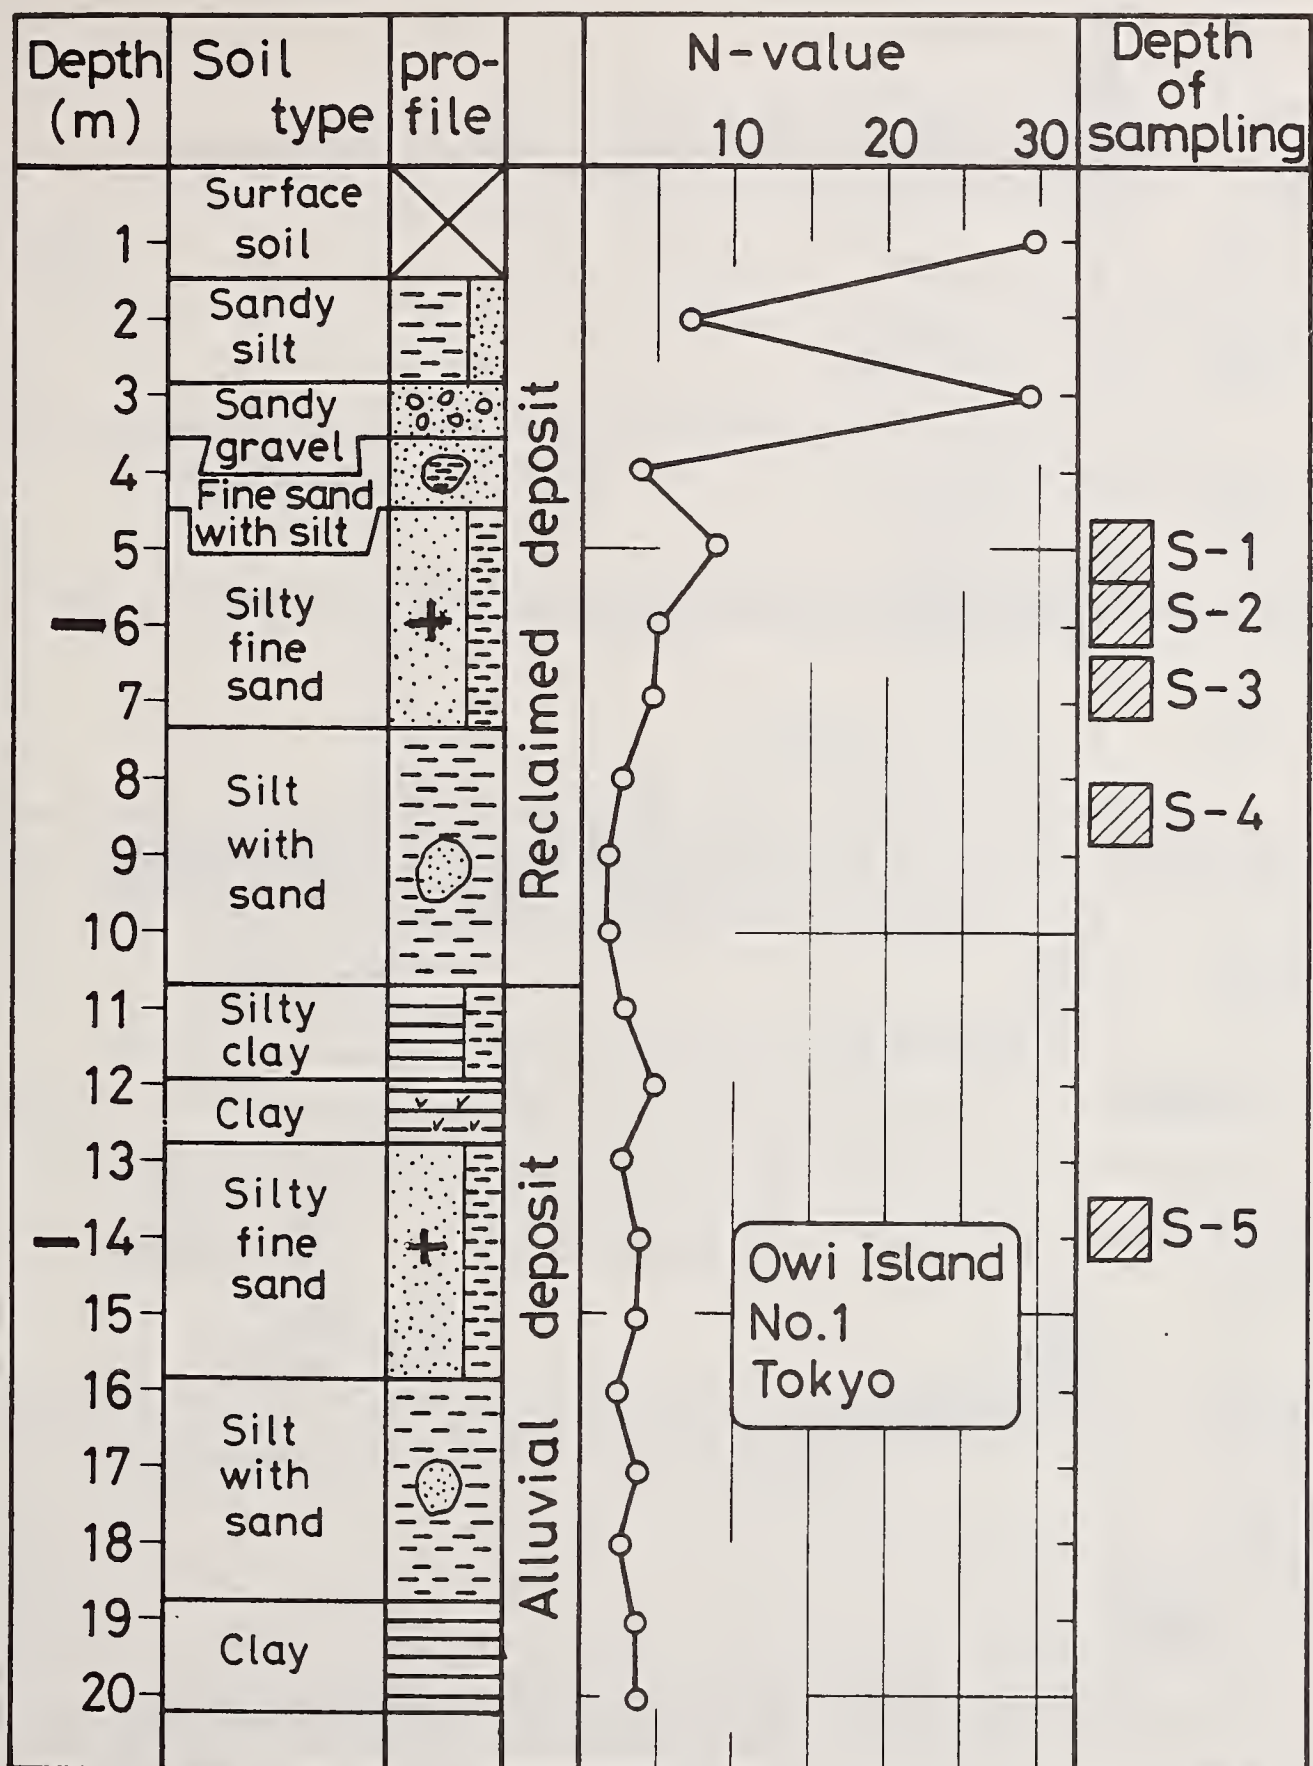 Depth
(m)
Soil
type
pro-
file
N-value
10 20 30
Depth
of
sampling
1
2
3
4
5
6
7
8
9
10
11
12
13
14
15
16
17
18
19
20
Surface
soil
Sandy
silt
Sandy
gravel
Fine sand
with silt
Silty
fine
sand
Silt
with
sand
Silty
clay
Clay
Silty
fine
sand
Silt
with
sand
Clay
Reclaimed deposit
Alluvial deposit
S-1
S-2
S-3
S-4
S-5
Owi Island
No.1
Tokyo